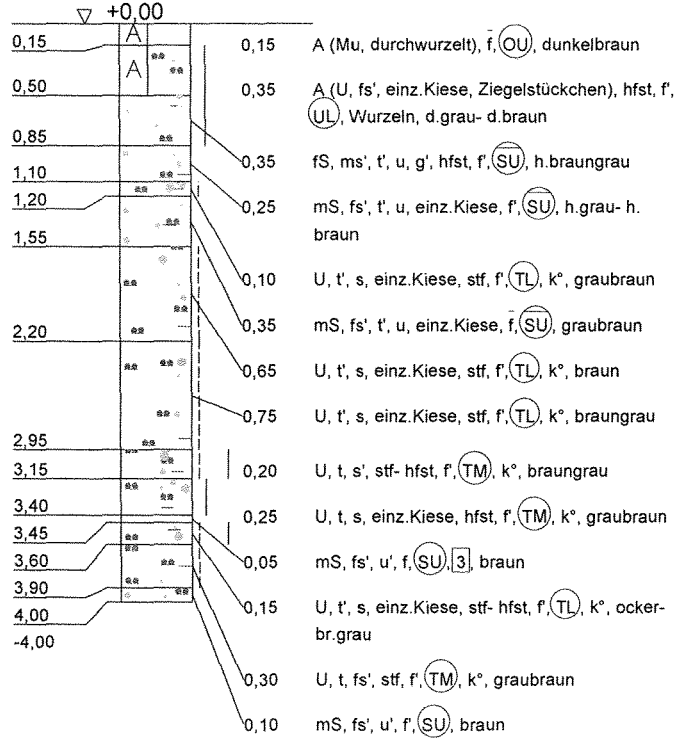 +0,00
A
0,15 0,15 A (Mu, durchwurzelt), f̄, OU, dunkelbraun
A
0,50 0,35 A (U, fs', einz.Kiese, Ziegelstückchen), hfst, f',
UL, Wurzeln, d.grau- d.braun
0,85 0,35 fS, ms', t', u, g', hfst, f', S̅U̅, h.braungrau
1,10 0,25 mS, fs', t', u, einz.Kiese, f', S̅U̅, h.grau- h.
1,20 braun
1,55 0,10 U, t', s, einz.Kiese, stf, f', TL, k°, graubraun
0,35 mS, fs', t', u, einz.Kiese, f̄, S̅U̅, graubraun
2,20 0,65 U, t', s, einz.Kiese, stf, f', TL, k°, braun
0,75 U, t', s, einz.Kiese, stf, f', TL, k°, braungrau
2,95 0,20 U, t, s', stf- hfst, f', TM, k°, braungrau
3,15
3,40 0,25 U, t, s, einz.Kiese, hfst, f', TM, k°, graubraun
3,45 0,05 mS, fs', u', f, SU, 3, braun
3,60
3,90 0,15 U, t', s, einz.Kiese, stf- hfst, f', TL, k°, ocker-
4,00 br.grau
-4,00
0,30 U, t, fs', stf, f', TM, k°, graubraun
0,10 mS, fs', u', f', SU, braun